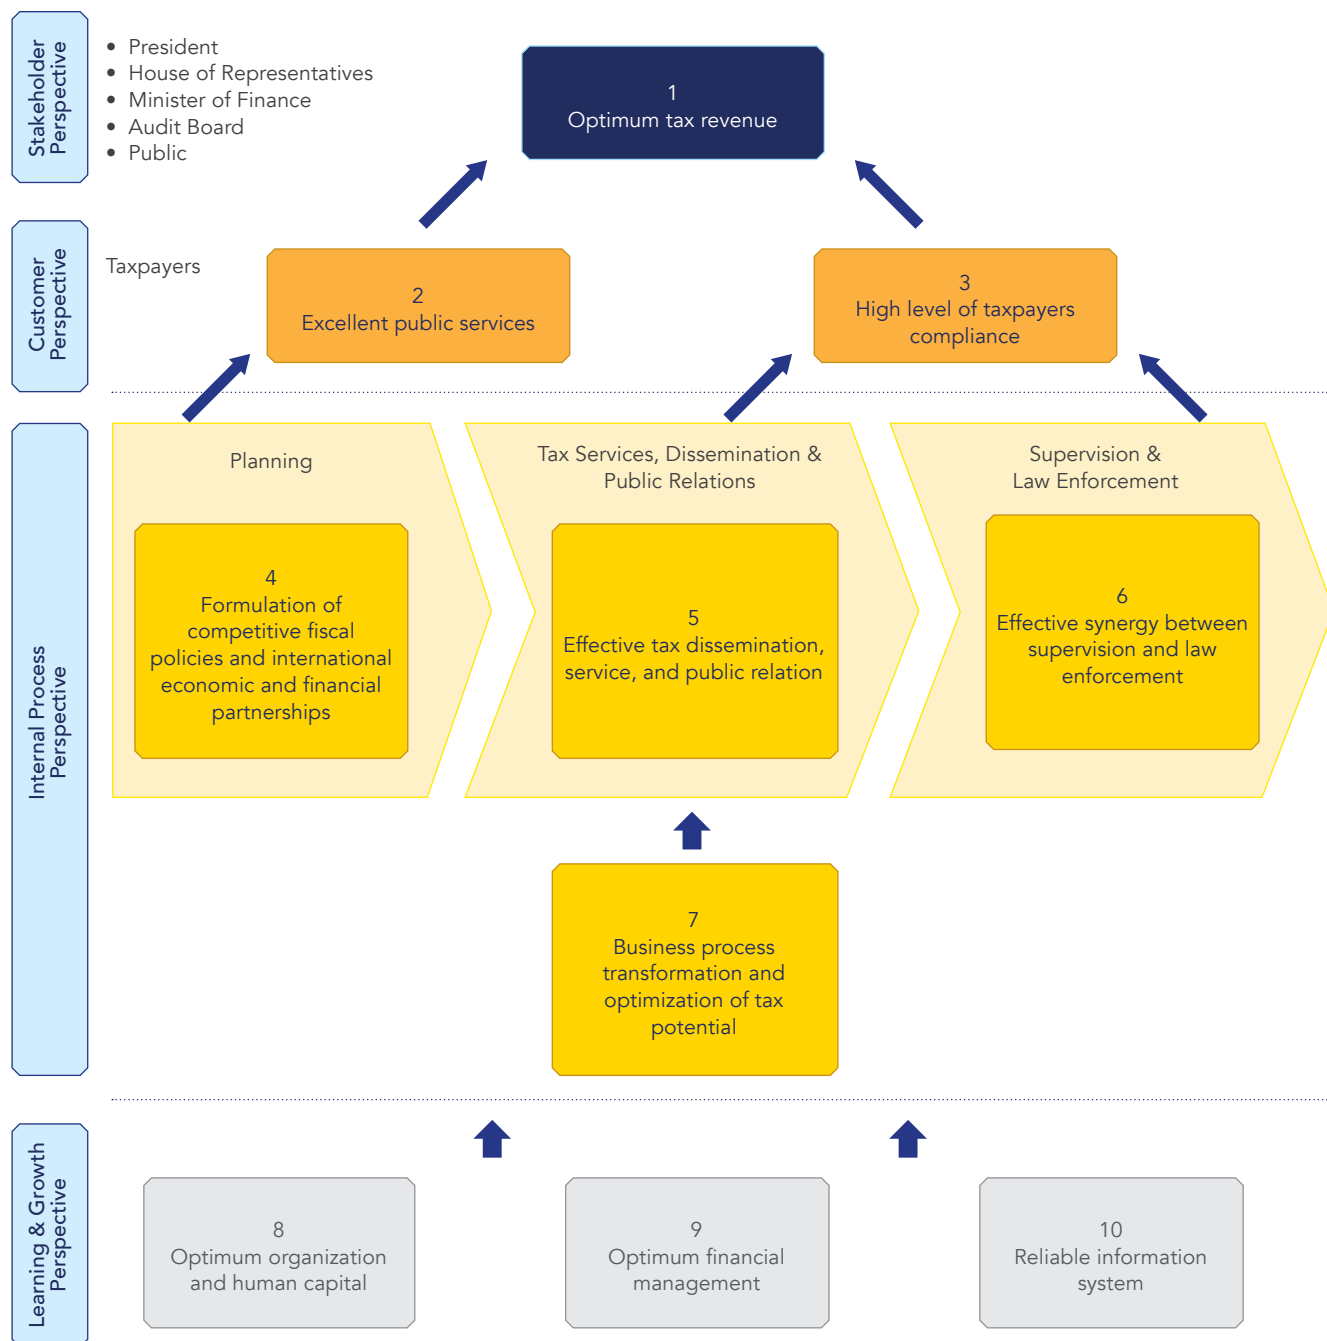 Stakeholder
Perspective
• President
• House of Representatives
• Minister of Finance
• Audit Board
• Public
1
Optimum tax revenue
Customer
Perspective
Taxpayers
2
Excellent public services
3
High level of taxpayers
compliance
Internal Process
Perspective
Planning
4
Formulation of
competitive fiscal
policies and international
economic and financial
partnerships
Tax Services, Dissemination &
Public Relations
5
Effective tax dissemination,
service, and public relation
Supervision &
Law Enforcement
6
Effective synergy between
supervision and law
enforcement
7
Business process
transformation and
optimization of tax
potential
Learning & Growth
Perspective
8
Optimum organization
and human capital
9
Optimum financial
management
10
Reliable information
system